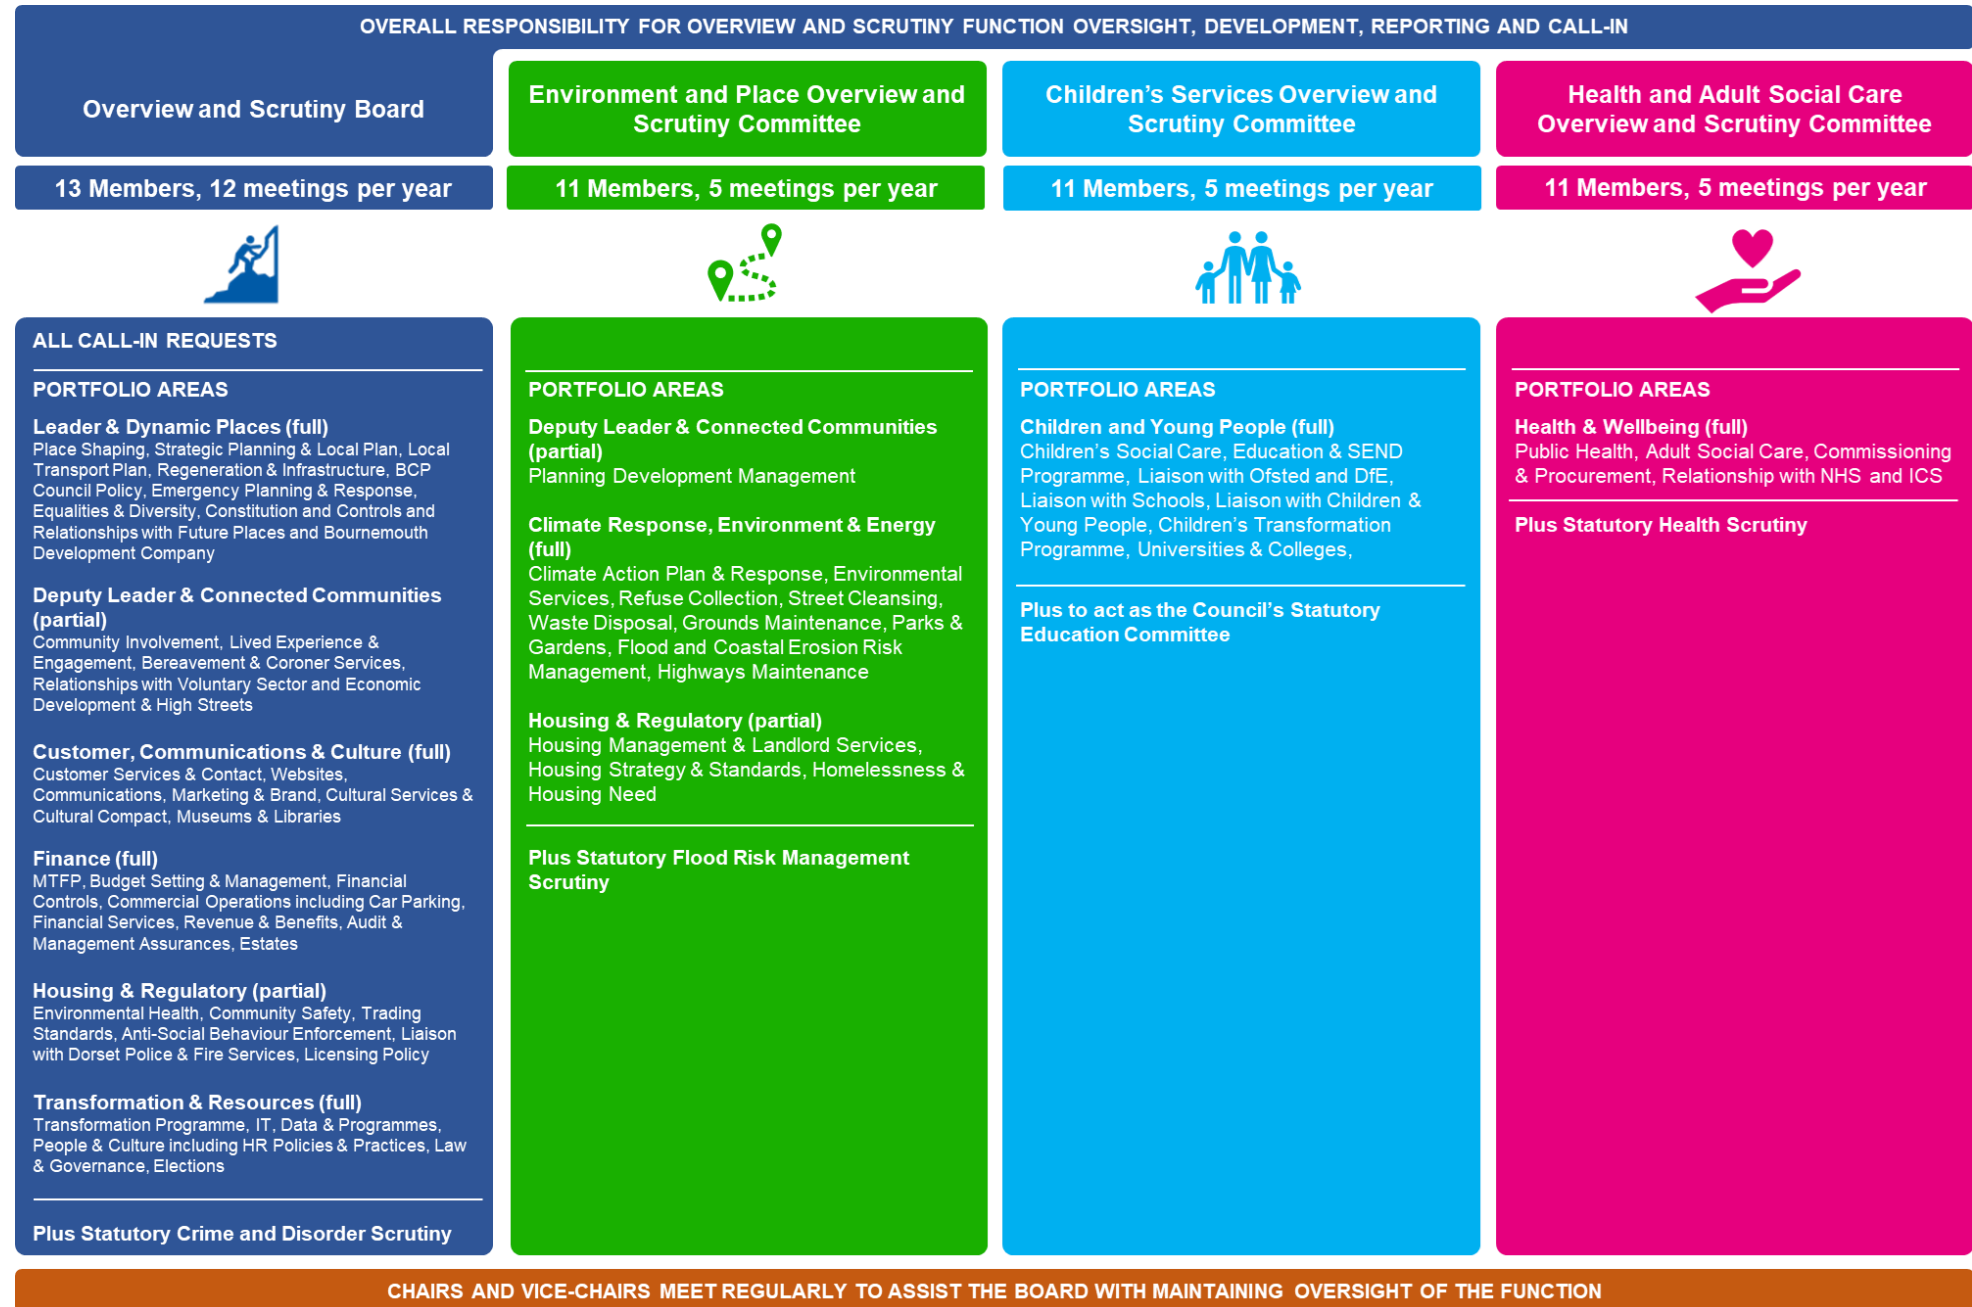 OVERALL RESPONSIBILITY FOR OVERVIEW AND SCRUTINY FUNCTION OVERSIGHT, DEVELOPMENT, REPORTING AND CALL-IN
Overview and Scrutiny Board
13 Members, 12 meetings per year
ALL CALL-IN REQUESTS
PORTFOLIO AREAS
Leader & Dynamic Places (full)
Place Shaping, Strategic Planning & Local Plan, Local
Transport Plan, Regeneration & Infrastructure, BCP
Council Policy, Emergency Planning & Response,
Equalities & Diversity, Constitution and Controls and
Relationships with Future Places and Bournemouth
Development Company
Deputy Leader & Connected Communities
(partial)
Community Involvement, Lived Experience &
Engagement, Bereavement & Coroner Services,
Relationships with Voluntary Sector and Economic
Development & High Streets
Customer, Communications & Culture (full)
Customer Services & Contact, Websites,
Communications, Marketing & Brand, Cultural Services &
Cultural Compact, Museums & Libraries
Finance (full)
MTFP, Budget Setting & Management, Financial
Controls, Commercial Operations including Car Parking,
Financial Services, Revenue & Benefits, Audit &
Management Assurances, Estates
Housing & Regulatory (partial)
Environmental Health, Community Safety, Trading
Standards, Anti-Social Behaviour Enforcement, Liaison
with Dorset Police & Fire Services, Licensing Policy
Transformation & Resources (full)
Transformation Programme, IT, Data & Programmes,
People & Culture including HR Policies & Practices, Law
& Governance, Elections
Plus Statutory Crime and Disorder Scrutiny
Environment and Place Overview and
Scrutiny Committee
11 Members, 5 meetings per year
PORTFOLIO AREAS
Deputy Leader & Connected Communities
(partial)
Planning Development Management
Climate Response, Environment & Energy
(full)
Climate Action Plan & Response, Environmental
Services, Refuse Collection, Street Cleansing,
Waste Disposal, Grounds Maintenance, Parks &
Gardens, Flood and Coastal Erosion Risk
Management, Highways Maintenance
Housing & Regulatory (partial)
Housing Management & Landlord Services,
Housing Strategy & Standards, Homelessness &
Housing Need
Plus Statutory Flood Risk Management
Scrutiny
Children's Services Overview and
Scrutiny Committee
11 Members, 5 meetings per year
PORTFOLIO AREAS
Children and Young People (full)
Children's Social Care, Education & SEND
Programme, Liaison with Ofsted and DfE,
Liaison with Schools, Liaison with Children &
Young People, Children's Transformation
Programme, Universities & Colleges,
Plus to act as the Council's Statutory
Education Committee
Health and Adult Social Care
Overview and Scrutiny Committee
11 Members, 5 meetings per year
PORTFOLIO AREAS
Health & Wellbeing (full)
Public Health, Adult Social Care, Commissioning
& Procurement, Relationship with NHS and ICS
Plus Statutory Health Scrutiny
CHAIRS AND VICE-CHAIRS MEET REGULARLY TO ASSIST THE BOARD WITH MAINTAINING OVERSIGHT OF THE FUNCTION